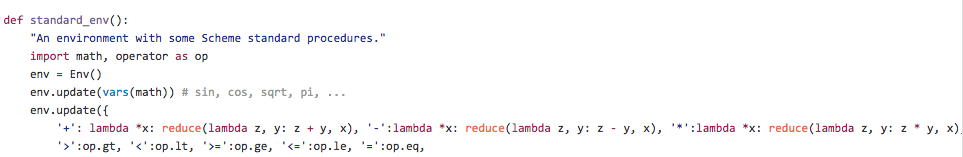 def standard_env():
"An environment with some Scheme standard procedures."
import math, operator as op
env = Env()
env.update(vars(math)) # sin, cos, sqrt, pi, ...
env.update({
'+': lambda *x: reduce(lambda z, y: z + y, x), '-':lambda *x: reduce(lambda z, y: z - y, x), '*':lambda *x: reduce(lambda z, y: z * y, x)
'>':op.gt, '<':op.lt, '>=':op.ge, '<=':op.le, '=':op.eq,